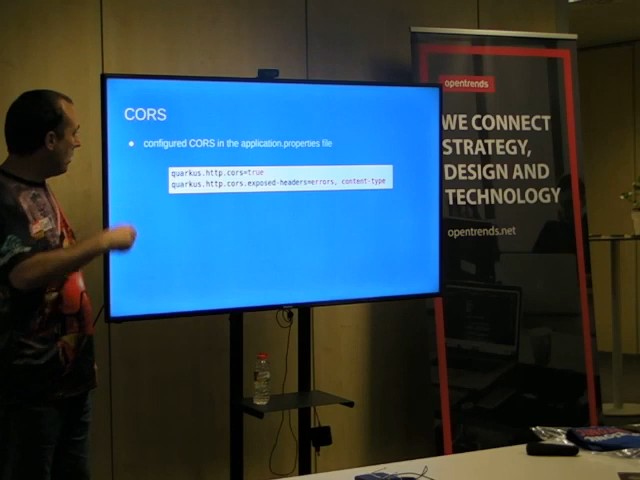 CORS
● configured CORS in the application.properties file
quarkus.http.cors=true
quarkus.http.cors.exposed-headers=errors, content-type
opentrends
WE CONNECT
STRATEGY,
DESIGN AND
TECHNOLOGY
opentrends.net